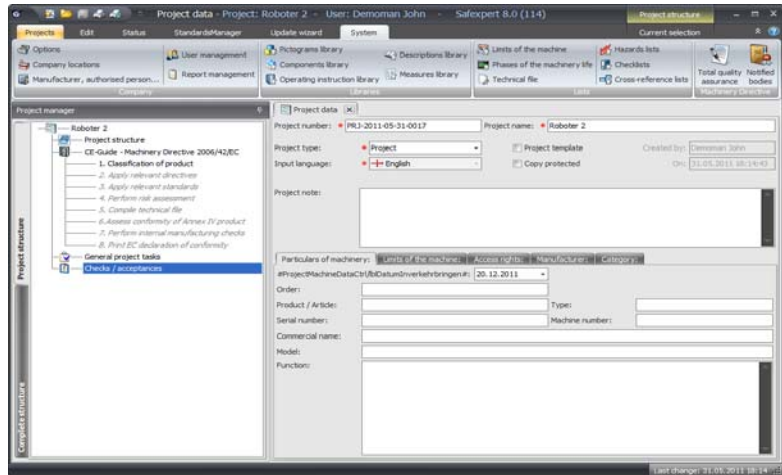 Project data - Project: Roboter 2 - User: Demoman John - Safexpert 8.0 (114)
Project structure
Projects Edit Status StandardsManager Update wizard System Current selection
Options
Company locations
Manufacturer, authorised person...
User management
Report management
Company
Pictograms library
Components library
Operating instruction library
Descriptions library
Measures library
Libraries
Limits of the machine
Phases of the machinery life
Technical file
Hazards lists
Checklists
Cross-reference lists
Lists
Total quality assurance
Notified bodies
Machinery Directive
Project manager
Project structure
Complete structure
Roboter 2
Project structure
CE-Guide - Machinery Directive 2006/42/EC
1. Classification of product
2. Apply relevant directives
3. Apply relevant standards
4. Perform risk assessment
5. Compile technical file
6. Assess conformity of Annex IV product
7. Perform internal manufacturing checks
8. Print EC declaration of conformity
General project tasks
Checks / acceptances
Project data
Project number: * PRJ-2011-05-31-0017 Project name: * Roboter 2
Project type: * Project Project template Created by: Demoman John
Input language: * English Copy protected On: 31.05.2011 18:14:43
Project note:
Particulars of machinery: Limits of the machine: Access rights: Manufacturer: Category:
#ProjectMachineDataCtrl/lblDatumInverkehrbringen#: 20.12.2011
Order:
Product / Article: Type:
Serial number: Machine number:
Commercial name:
Model:
Function:
Last change: 31.05.2011 18:14